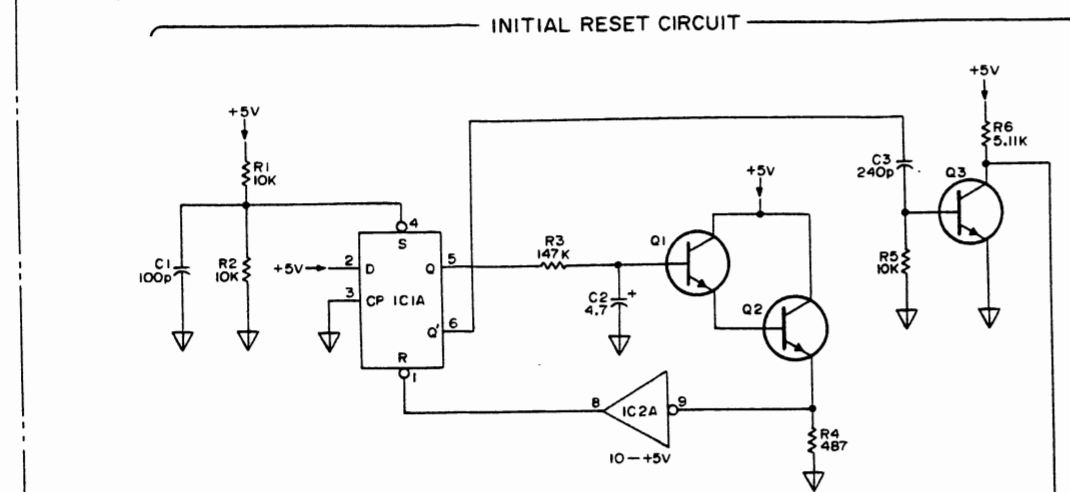 INITIAL RESET CIRCUIT
+5V
+5V
R6
5.11K
+5V
R1
10K
C3
240p
Q3
+5V
4
S
C1
100p
R2
10K
+5V
2
D
Q
5
R3
147K
Q1
R5
10K
3
CP IC1A
C2
4.7
+
Q2
Q'
6
R
1
8
IC2A
9
10—+5V
R4
487